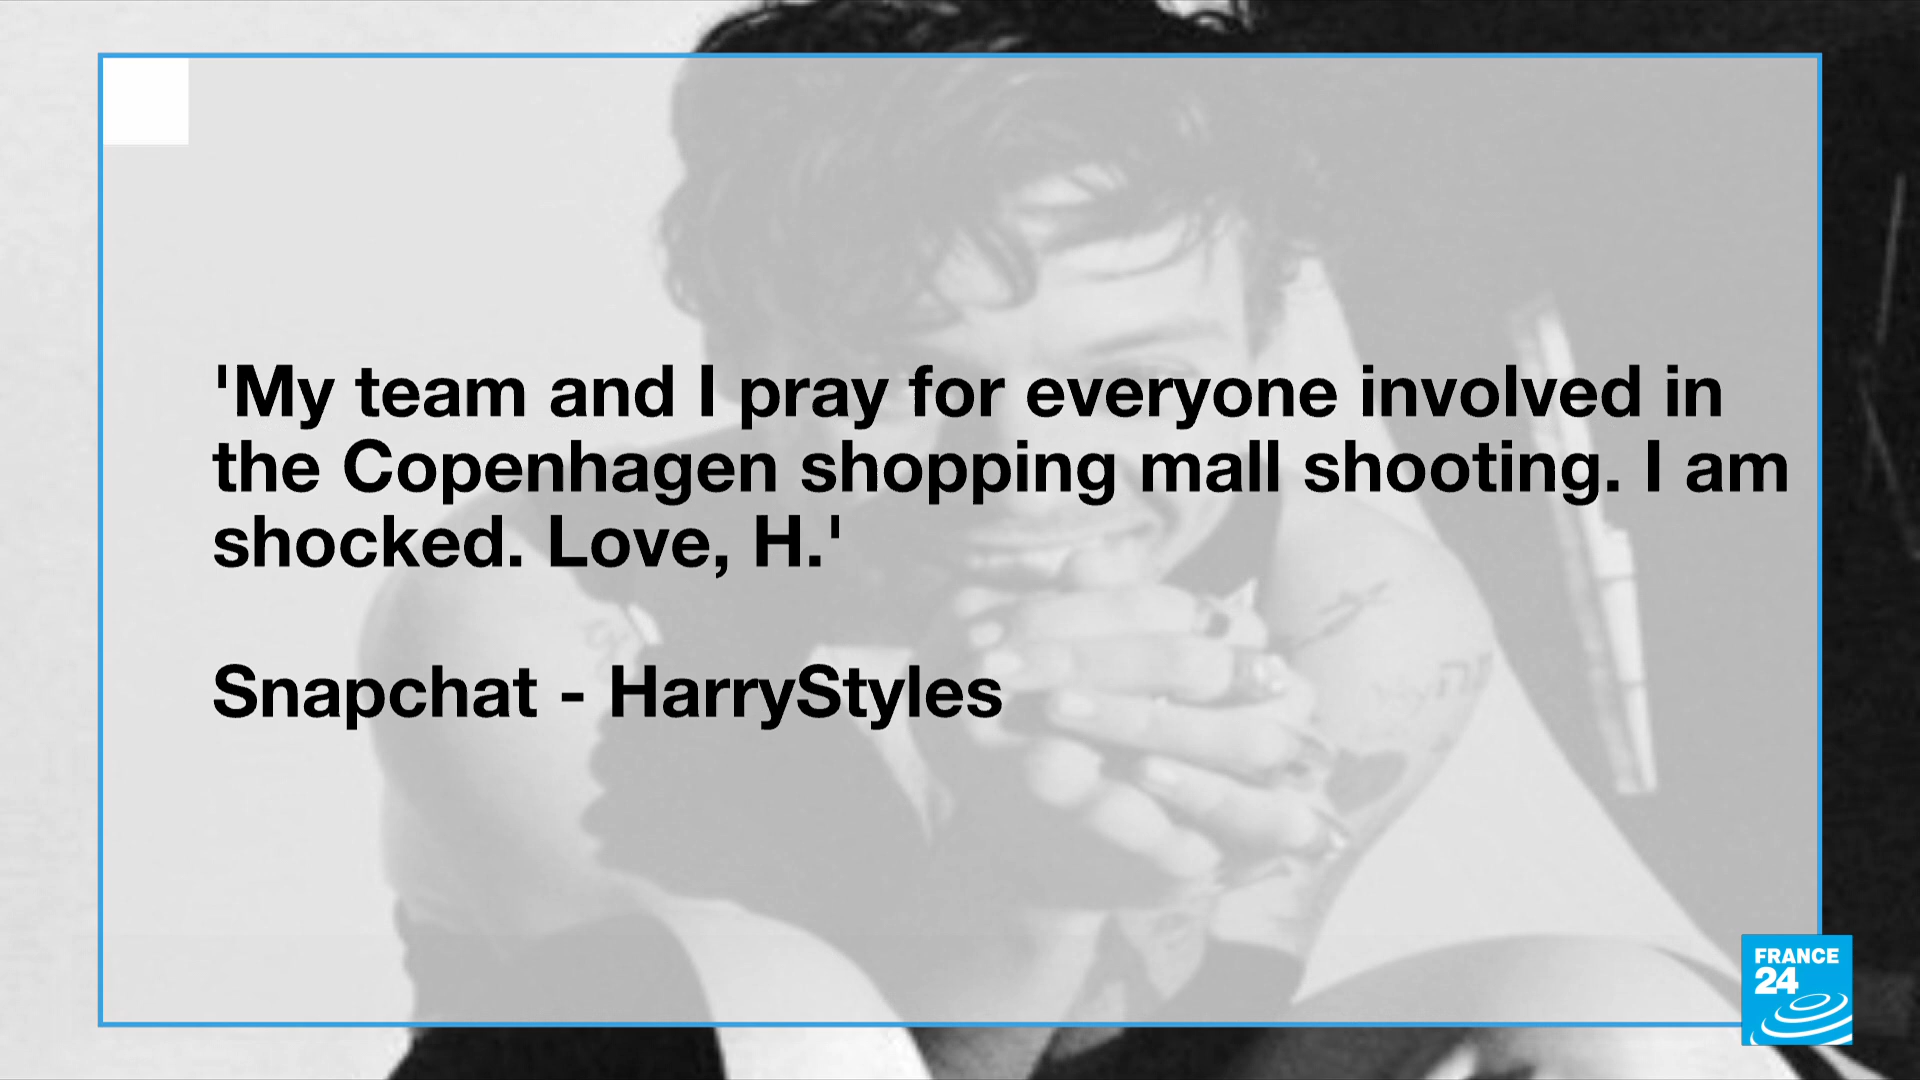 'My team and I pray for everyone involved in
the Copenhagen shopping mall shooting. I am
shocked. Love, H.'
Snapchat - HarryStyles
FRANCE
24